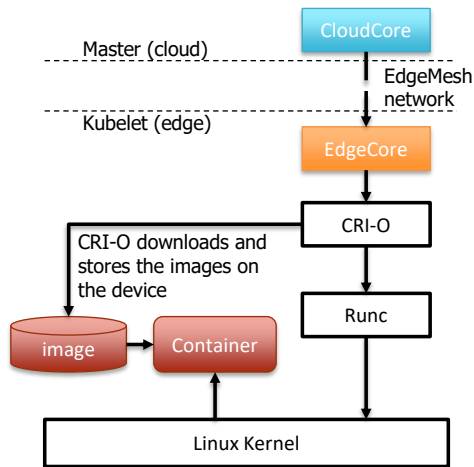 CloudCore
Master (cloud)
EdgeMesh
network
Kubelet (edge)
EdgeCore
CRI-O
CRI-O downloads and
stores the images on
the device
Runc
image
Container
Linux Kernel